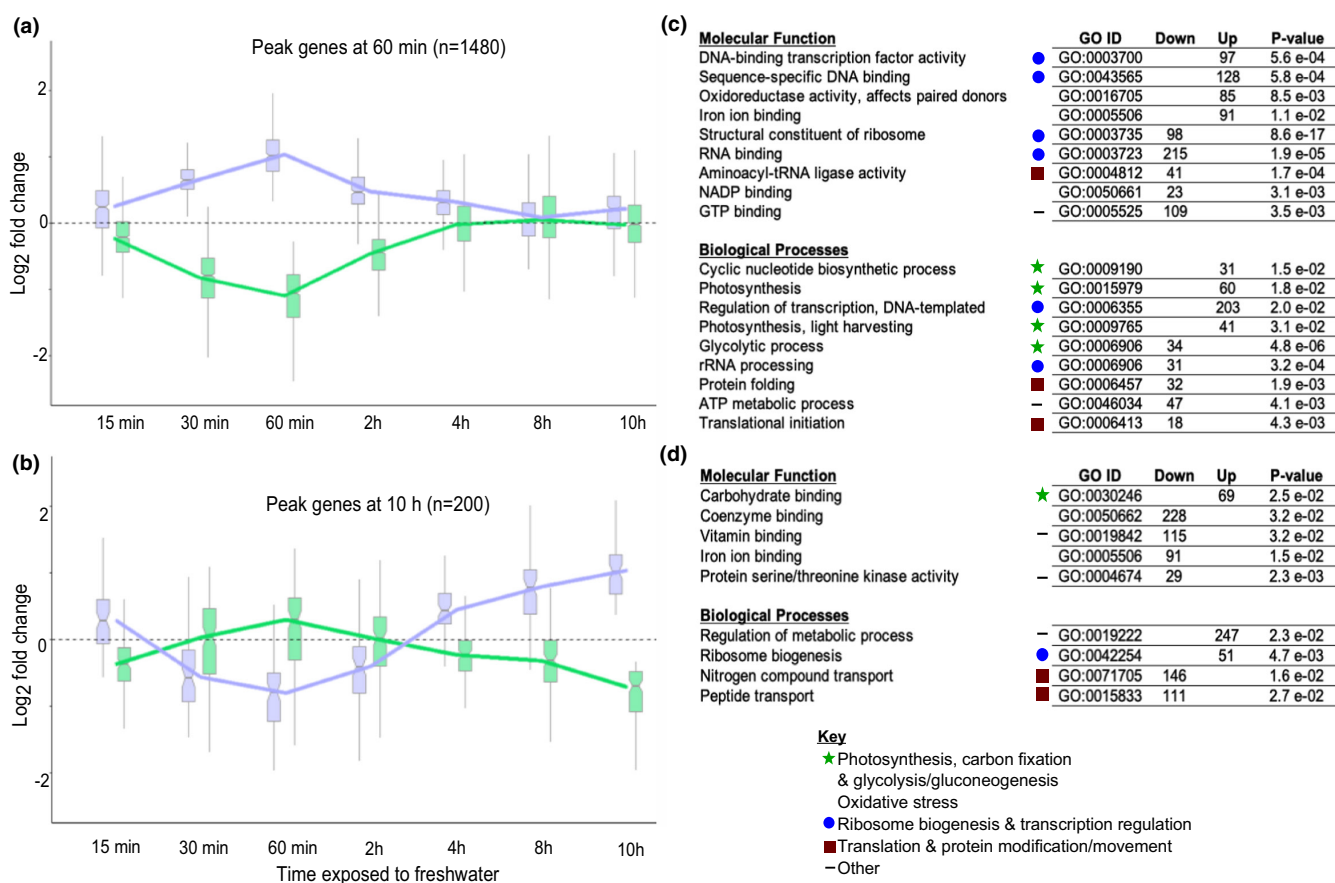 (a)
Peak genes at 60 min (n=1480)
Log2 fold change
2
0
-2
15 min 30 min 60 min 2h 4h 8h 10h
(b)
Peak genes at 10 h (n=200)
Log2 fold change
2
0
-2
15 min 30 min 60 min 2h 4h 8h 10h
Time exposed to freshwater
(c)
Molecular Function GO ID Down Up P-value
DNA-binding transcription factor activity GO:0003700 97 5.6 e-04
Sequence-specific DNA binding GO:0043565 128 5.8 e-04
Oxidoreductase activity, affects paired donors GO:0016705 85 8.5 e-03
Iron ion binding GO:0005506 91 1.1 e-02
Structural constituent of ribosome GO:0003735 98 8.6 e-17
RNA binding GO:0003723 215 1.9 e-05
Aminoacyl-tRNA ligase activity GO:0004812 41 1.7 e-04
NADP binding GO:0050661 23 3.1 e-03
GTP binding – GO:0005525 109 3.5 e-03
Biological Processes
Cyclic nucleotide biosynthetic process GO:0009190 31 1.5 e-02
Photosynthesis GO:0015979 60 1.8 e-02
Regulation of transcription, DNA-templated GO:0006355 203 2.0 e-02
Photosynthesis, light harvesting GO:0009765 41 3.1 e-02
Glycolytic process GO:0006906 34 4.8 e-06
rRNA processing GO:0006906 31 3.2 e-04
Protein folding GO:0006457 32 1.9 e-03
ATP metabolic process – GO:0046034 47 4.1 e-03
Translational initiation GO:0006413 18 4.3 e-03
(d)
Molecular Function GO ID Down Up P-value
Carbohydrate binding GO:0030246 69 2.5 e-02
Coenzyme binding GO:0050662 228 3.2 e-02
Vitamin binding – GO:0019842 115 3.2 e-02
Iron ion binding GO:0005506 91 1.5 e-02
Protein serine/threonine kinase activity – GO:0004674 29 2.3 e-03
Biological Processes
Regulation of metabolic process – GO:0019222 247 2.3 e-02
Ribosome biogenesis GO:0042254 51 4.7 e-03
Nitrogen compound transport GO:0071705 146 1.6 e-02
Peptide transport GO:0015833 111 2.7 e-02
Key
Photosynthesis, carbon fixation
& glycolysis/gluconeogenesis
Oxidative stress
Ribosome biogenesis & transcription regulation
Translation & protein modification/movement
– Other